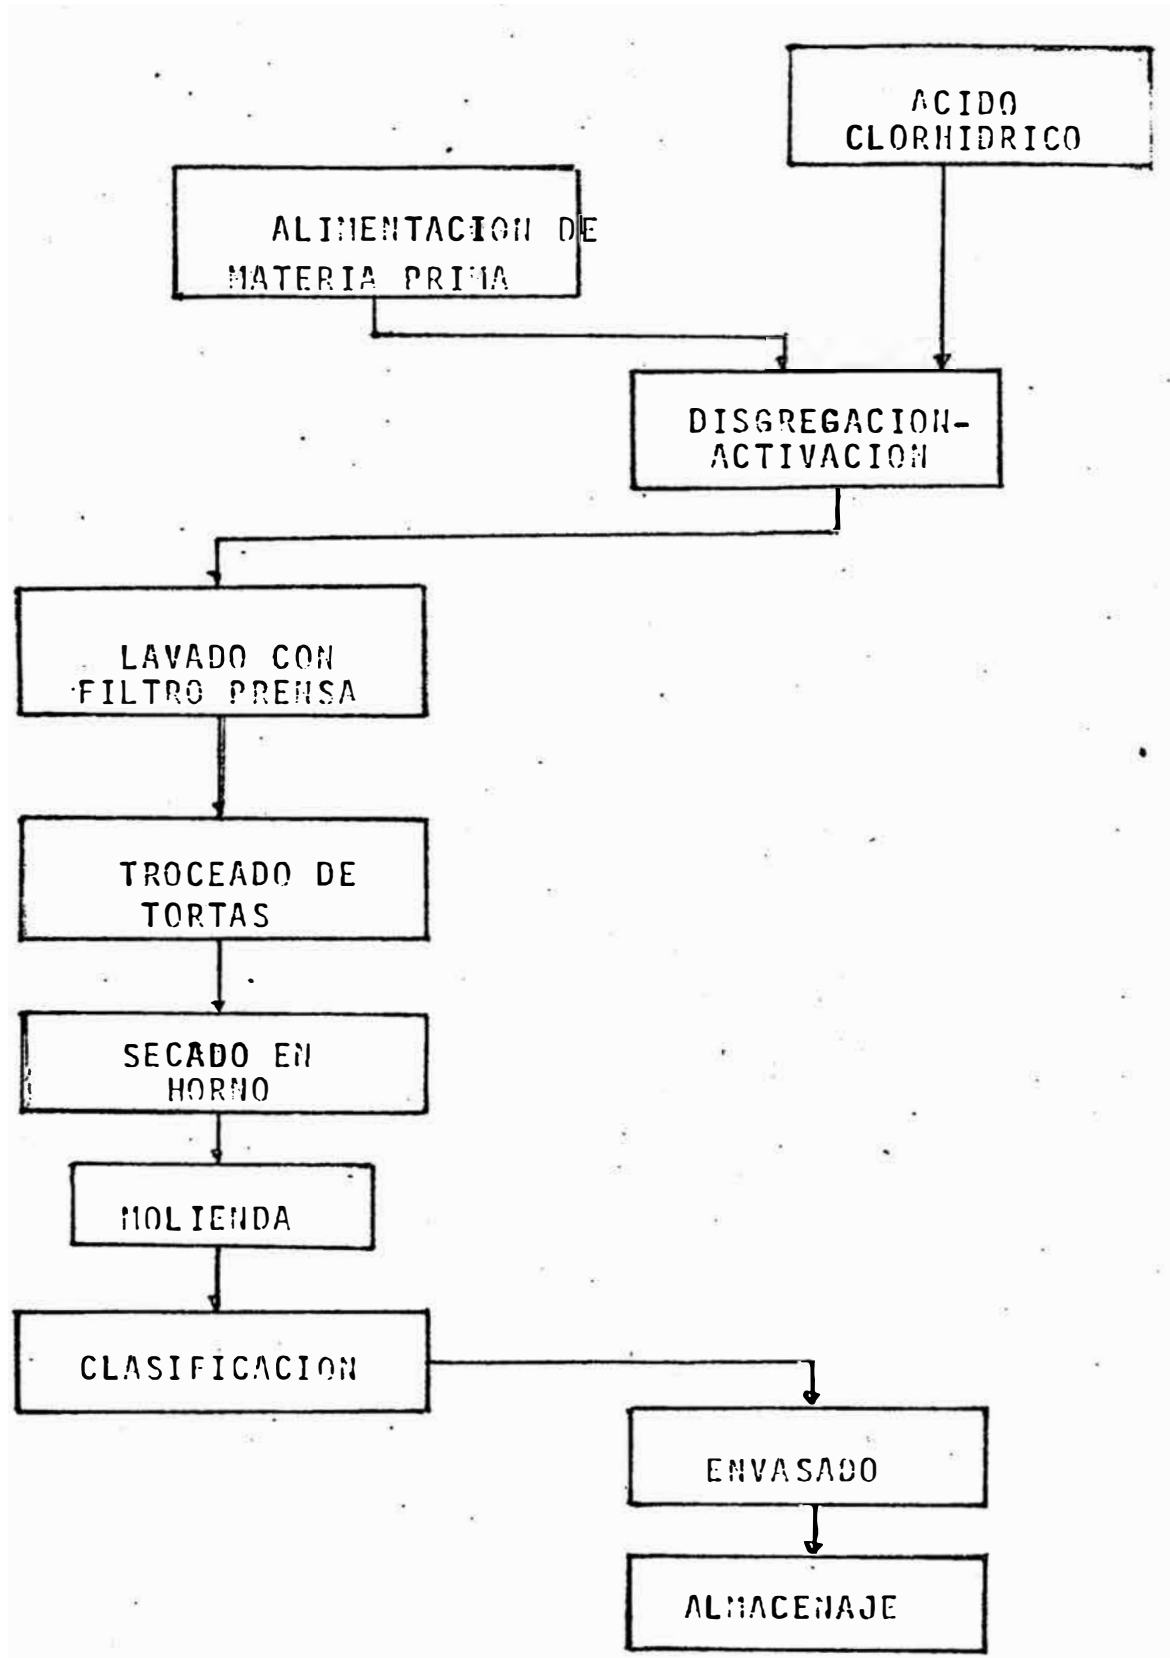 ACIDO
CLORHIDRICO
ALIMENTACION DE
MATERIA PRIMA
DISGREGACION-
ACTIVACION
LAVADO CON
FILTRO PRENSA
TROCEADO DE
TORTAS
SECADO EN
HORNO
MOLIENDA
CLASIFICACION
ENVASADO
ALMACENAJE